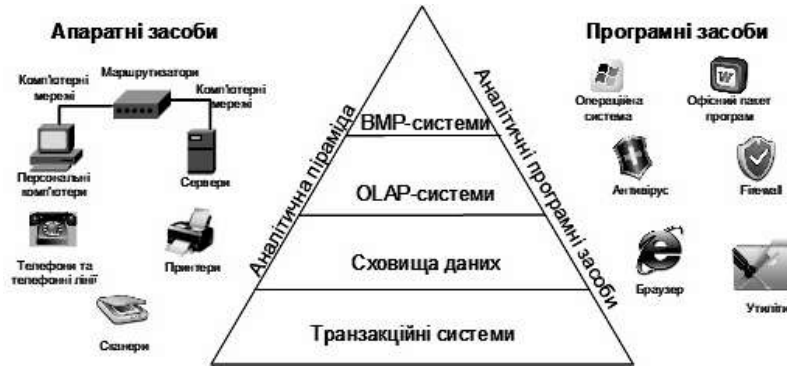 Апаратні засоби
Комп'ютерні
мережі
Маршрутизатори
Комп'ютерні
мережі
Персональні
комп'ютери
Сервери
Телефони та
телефонні лінії
Принтери
Сканери
Аналітична піраміда
BMP-системи
OLAP-системи
Сховища даних
Транзакційні системи
Аналітичні програмні засоби
Програмні засоби
Операційна
система
W
Офісний пакет
програм
Антивірус
Firewall
Браузер
Утиліти